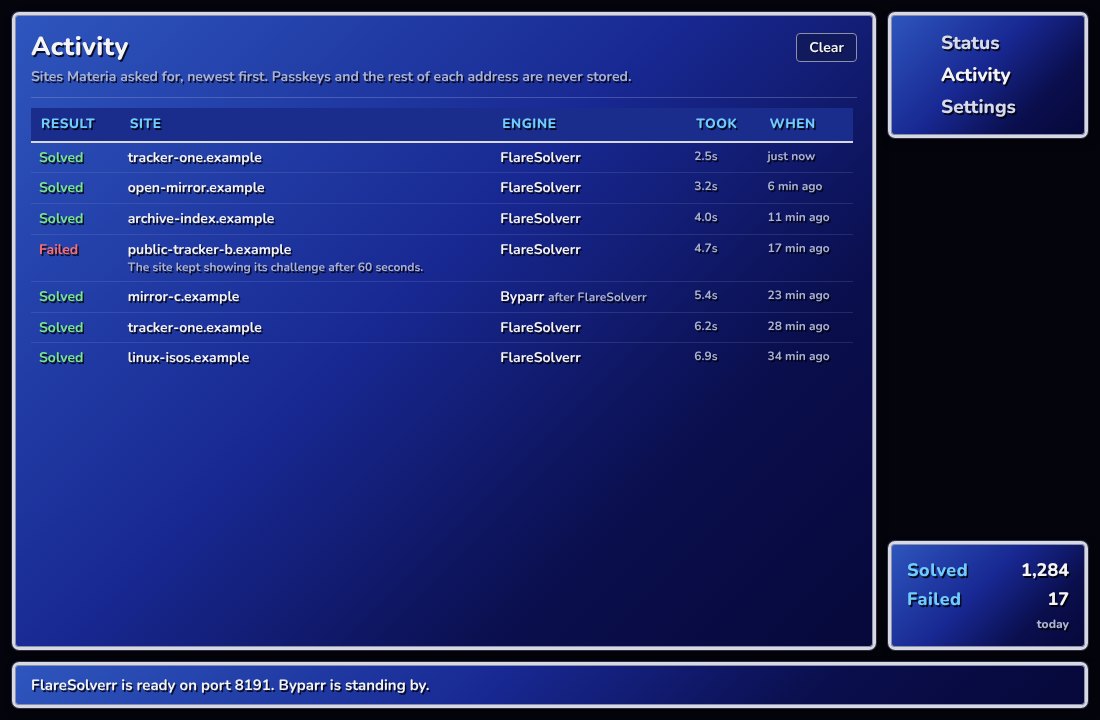 Activity
Clear
Sites Materia asked for, newest first. Passkeys and the rest of each address are never stored.
RESULT SITE ENGINE TOOK WHEN
Solved tracker-one.example FlareSolverr 2.5s just now
Solved open-mirror.example FlareSolverr 3.2s 6 min ago
Solved archive-index.example FlareSolverr 4.0s 11 min ago
Failed public-tracker-b.example FlareSolverr 4.7s 17 min ago
The site kept showing its challenge after 60 seconds.
Solved mirror-c.example Byparr after FlareSolverr 5.4s 23 min ago
Solved tracker-one.example FlareSolverr 6.2s 28 min ago
Solved linux-isos.example FlareSolverr 6.9s 34 min ago
Status
Activity
Settings
Solved 1,284
Failed 17
today
FlareSolverr is ready on port 8191. Byparr is standing by.